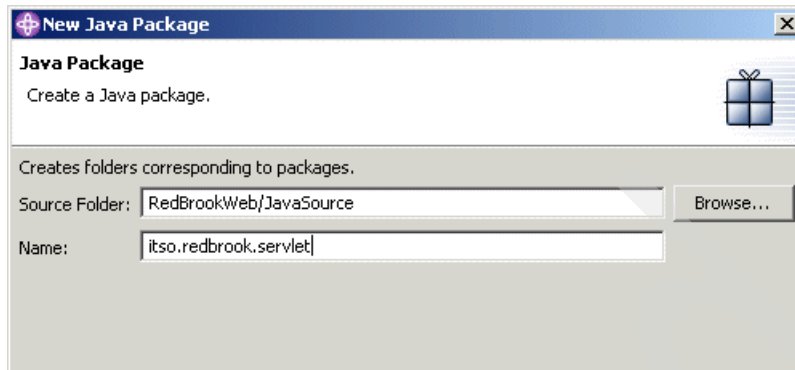 New Java Package
Java Package
Create a Java package.
Creates folders corresponding to packages.
Source Folder: RedBrookWeb/JavaSource Browse...
Name: itso.redbrook.servlet